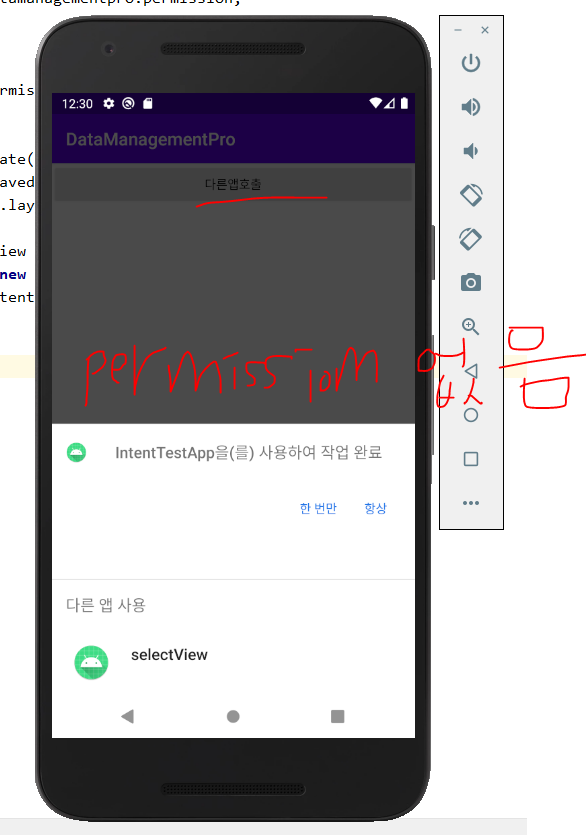 atamanagementpro.permission;
rmis
ate(
aved
.lay
iew
new
tent
12:30
DataManagementPro
다른앱호출
permission 없음
IntentTestApp을(를) 사용하여 작업 완료
한 번만 항상
다른 앱 사용
selectView